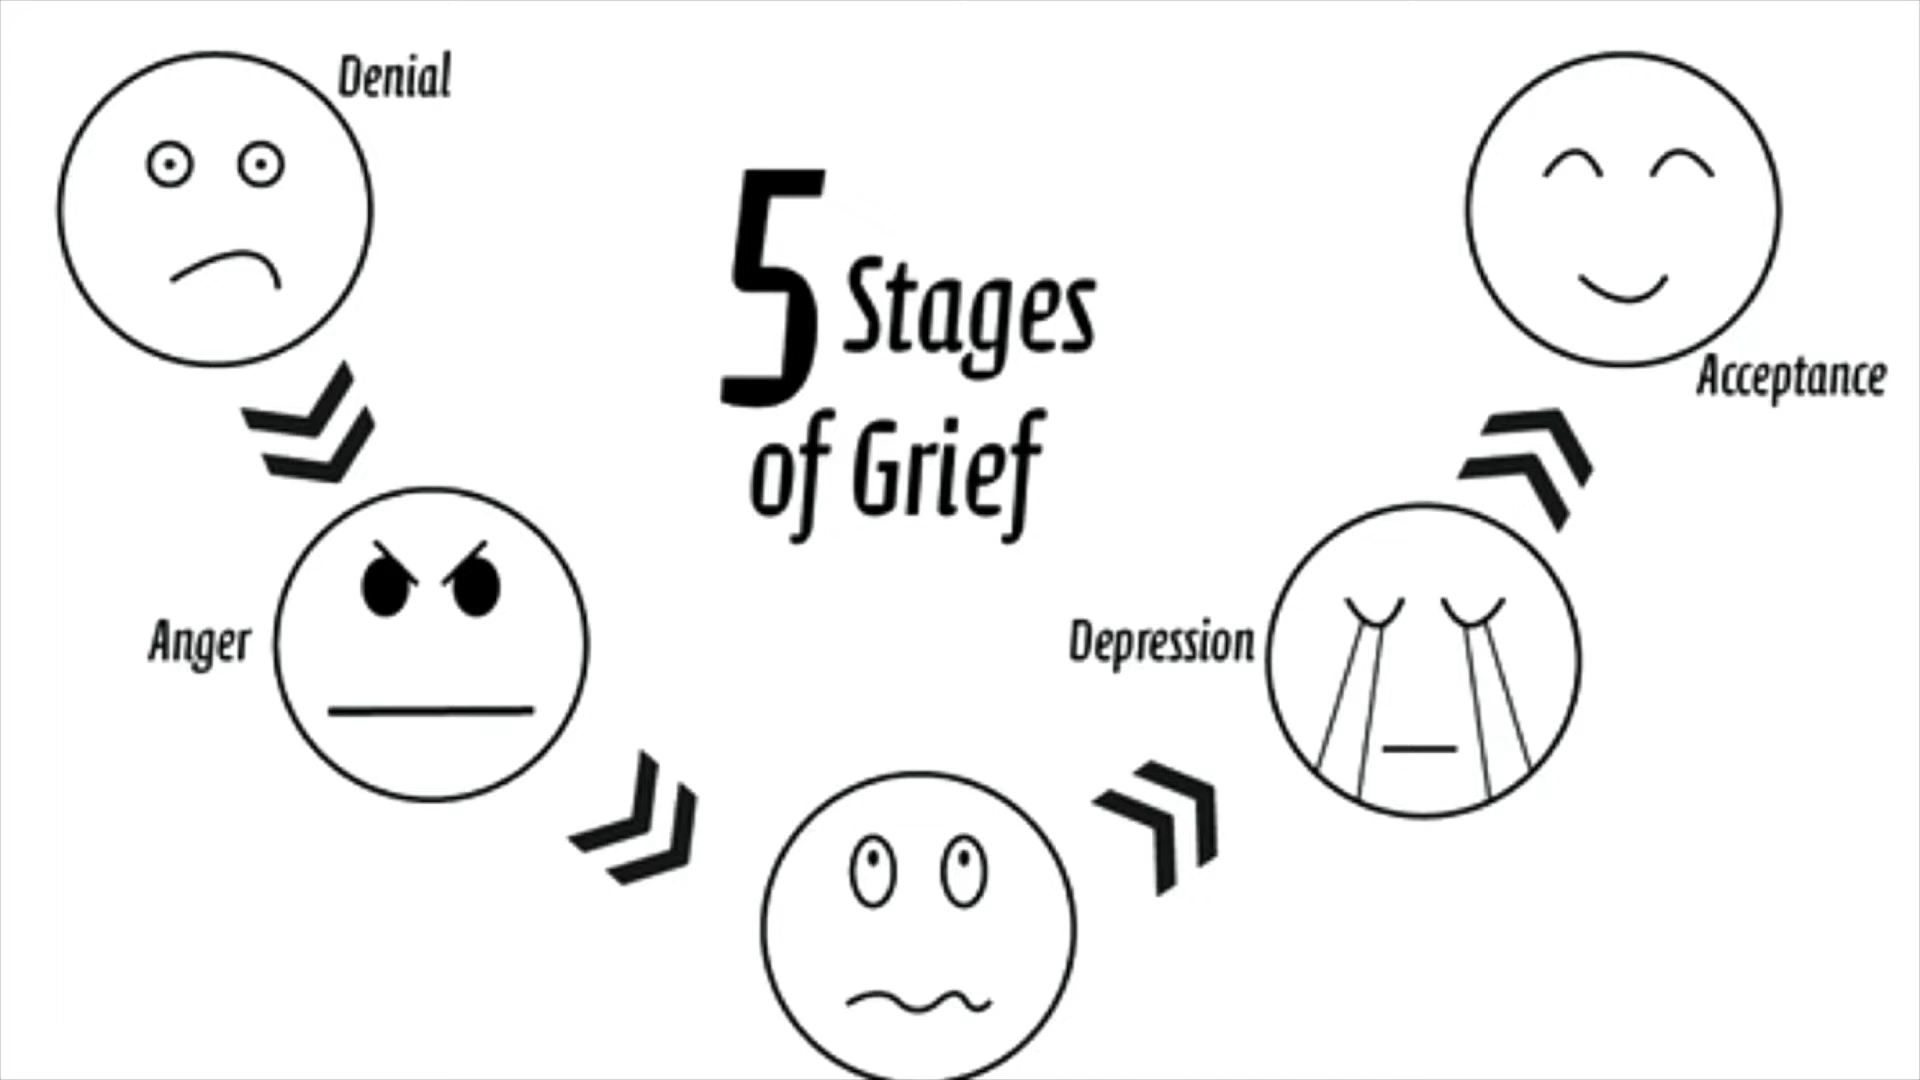 Denial
5 Stages
of Grief
Acceptance
Anger
Depression